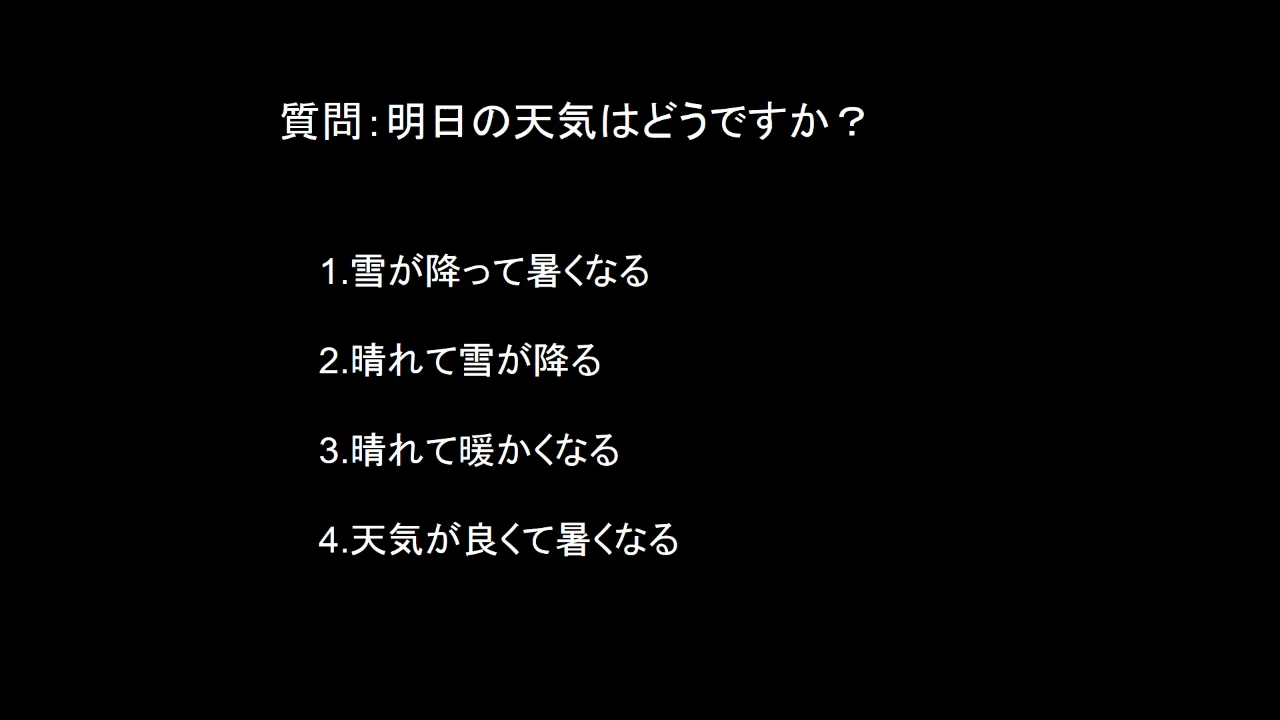 質問：明日の天気はどうですか？
1.雪が降って暑くなる
2.晴れて雪が降る
3.晴れて暖かくなる
4.天気が良くて暑くなる